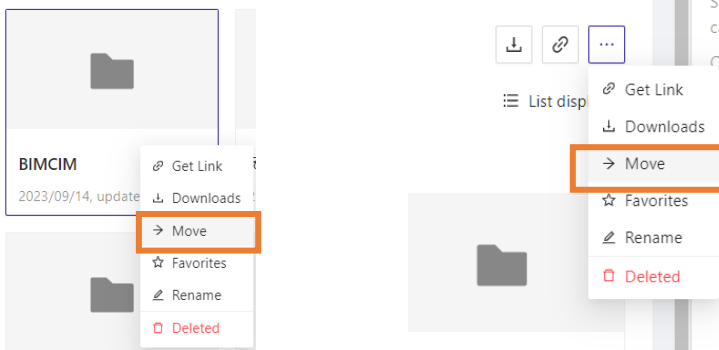 BIMCIM
2023/09/14, update
Get Link
Downloads
Move
Favorites
Rename
Deleted
List disp
Get Link
Downloads
Move
Favorites
Rename
Deleted